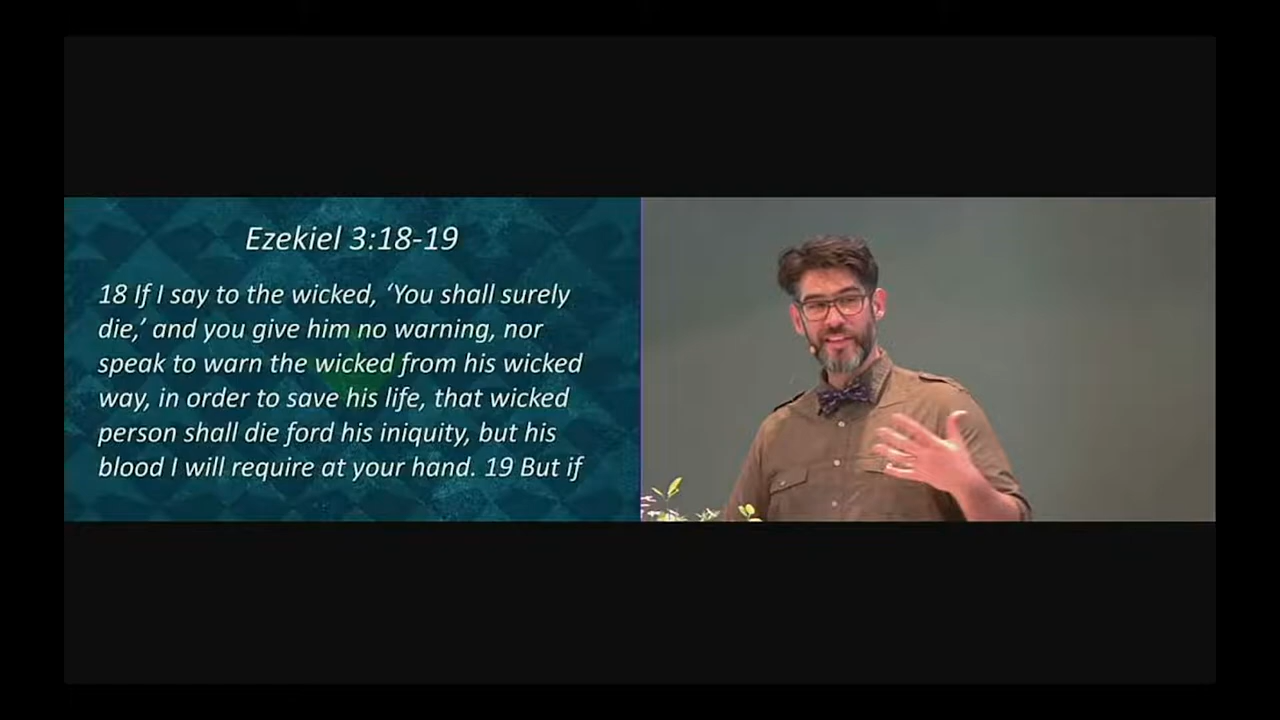 Ezekiel 3:18-19
18 If I say to the wicked, ‘You shall surely
die,’ and you give him no warning, nor
speak to warn the wicked from his wicked
way, in order to save his life, that wicked
person shall die ford his iniquity, but his
blood I will require at your hand. 19 But if